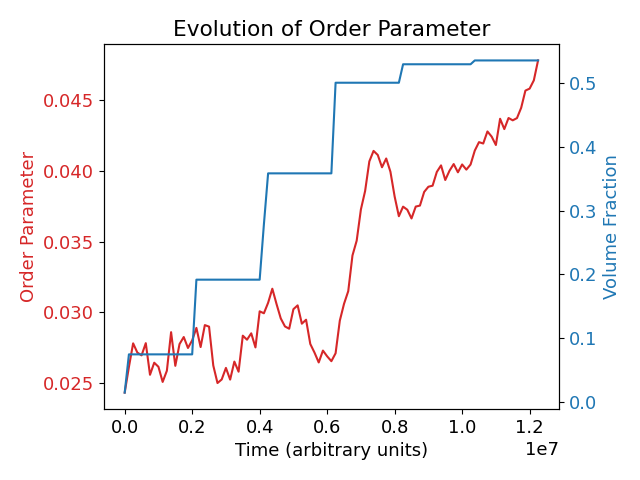 Evolution of Order Parameter
Order Parameter
0.045
0.040
0.035
0.030
0.025
0.5
0.4
0.3
0.2
0.1
0.0
Volume Fraction
0.0 0.2 0.4 0.6 0.8 1.0 1.2
1e7
Time (arbitrary units)